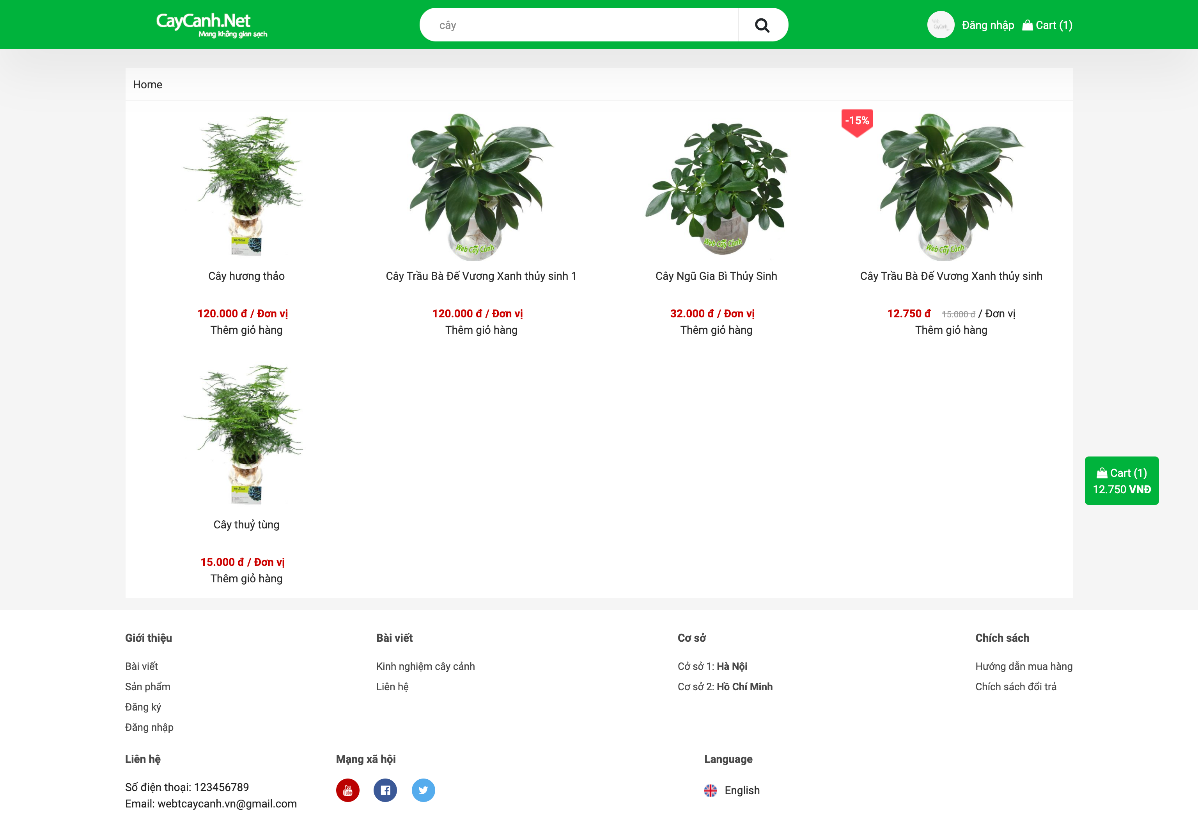 CayCanh.Net
Mang không gian sạch
cây
Đăng nhập
Cart (1)
Home
-15%
Cây hương thảo
Cây Trầu Bà Đế Vương Xanh thủy sinh 1
Cây Ngũ Gia Bì Thủy Sinh
Cây Trầu Bà Đế Vương Xanh thủy sinh
120.000 đ / Đơn vị
120.000 đ / Đơn vị
32.000 đ / Đơn vị
12.750 đ 15.000 đ / Đơn vị
Thêm giỏ hàng
Thêm giỏ hàng
Thêm giỏ hàng
Thêm giỏ hàng
Cây thuỷ tùng
15.000 đ / Đơn vị
Thêm giỏ hàng
Cart (1)
12.750 VNĐ
Giới thiệu
Bài viết
Sản phẩm
Đăng ký
Đăng nhập
Bài viết
Kinh nghiệm cây cảnh
Liên hệ
Cơ sở
Cở sở 1: Hà Nội
Cơ sở 2: Hồ Chí Minh
Chích sách
Hướng dẫn mua hàng
Chích sách đổi trả
Liên hệ
Số điện thoại: 123456789
Email: webtcaycanh.vn@gmail.com
Mạng xã hội
Language
English